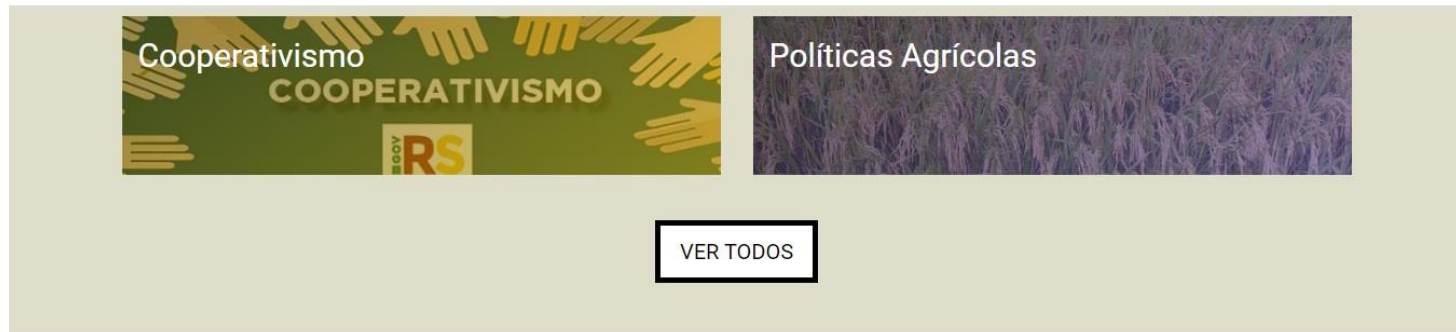 Cooperativismo
COOPERATIVISMO
GOV
RS
Políticas Agrícolas
VER TODOS